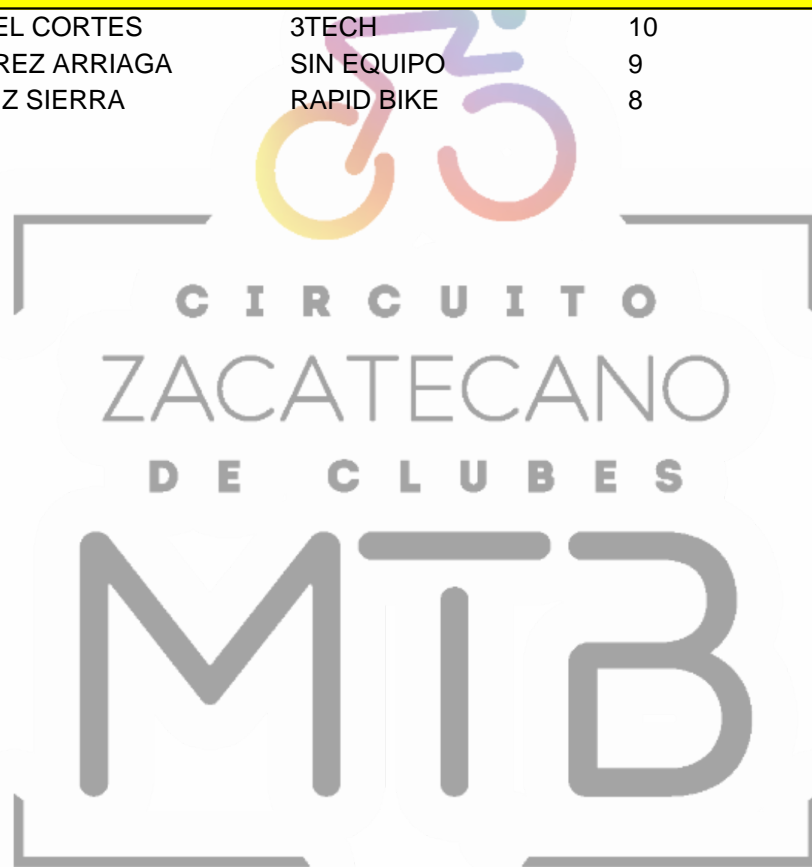 EL CORTES 3TECH 10
REZ ARRIAGA SIN EQUIPO 9
Z SIERRA RAPID BIKE 8
CIRCUITO
ZACATECANO
DE CLUBES
MTB